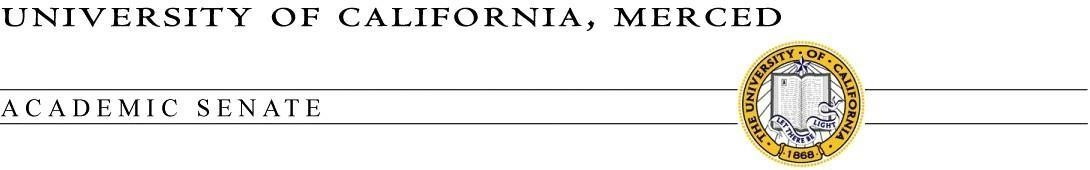 UNIVERSITY OF CALIFORNIA, MERCED
ACADEMIC SENATE
· THE UNIVERSITY · OF · CALIFORNIA ·
LET THERE BE LIGHT
· 1868 ·